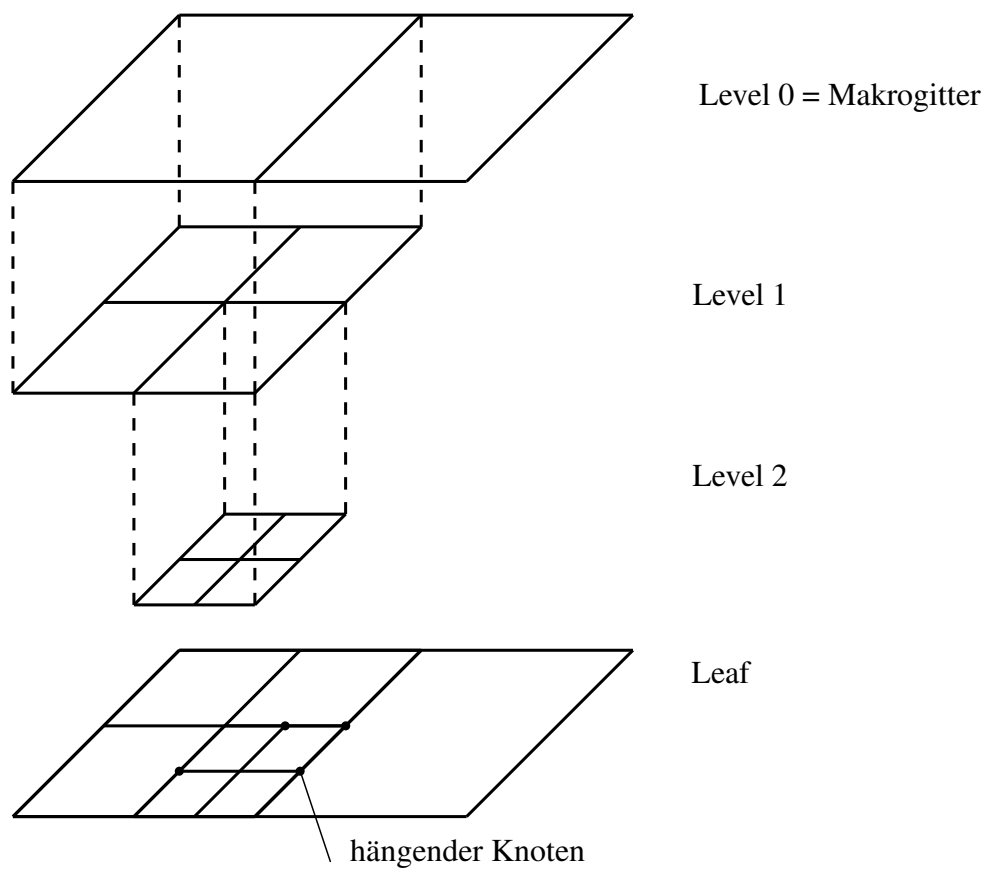 Level 0 = Makrogitter
Level 1
Level 2
Leaf
hängender Knoten